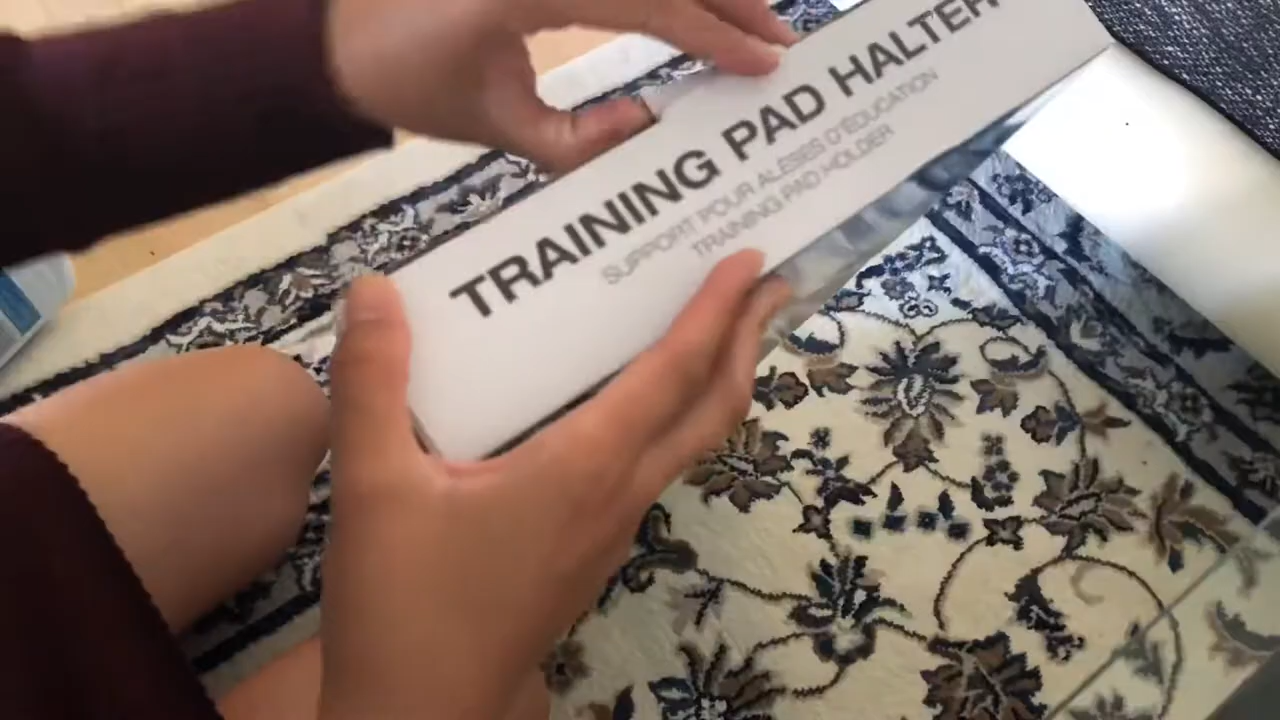 TRAINING PAD HALTER
SUPPORT POUR ALÈSES D'ÉDUCATION
TRAINING PAD HOLDER